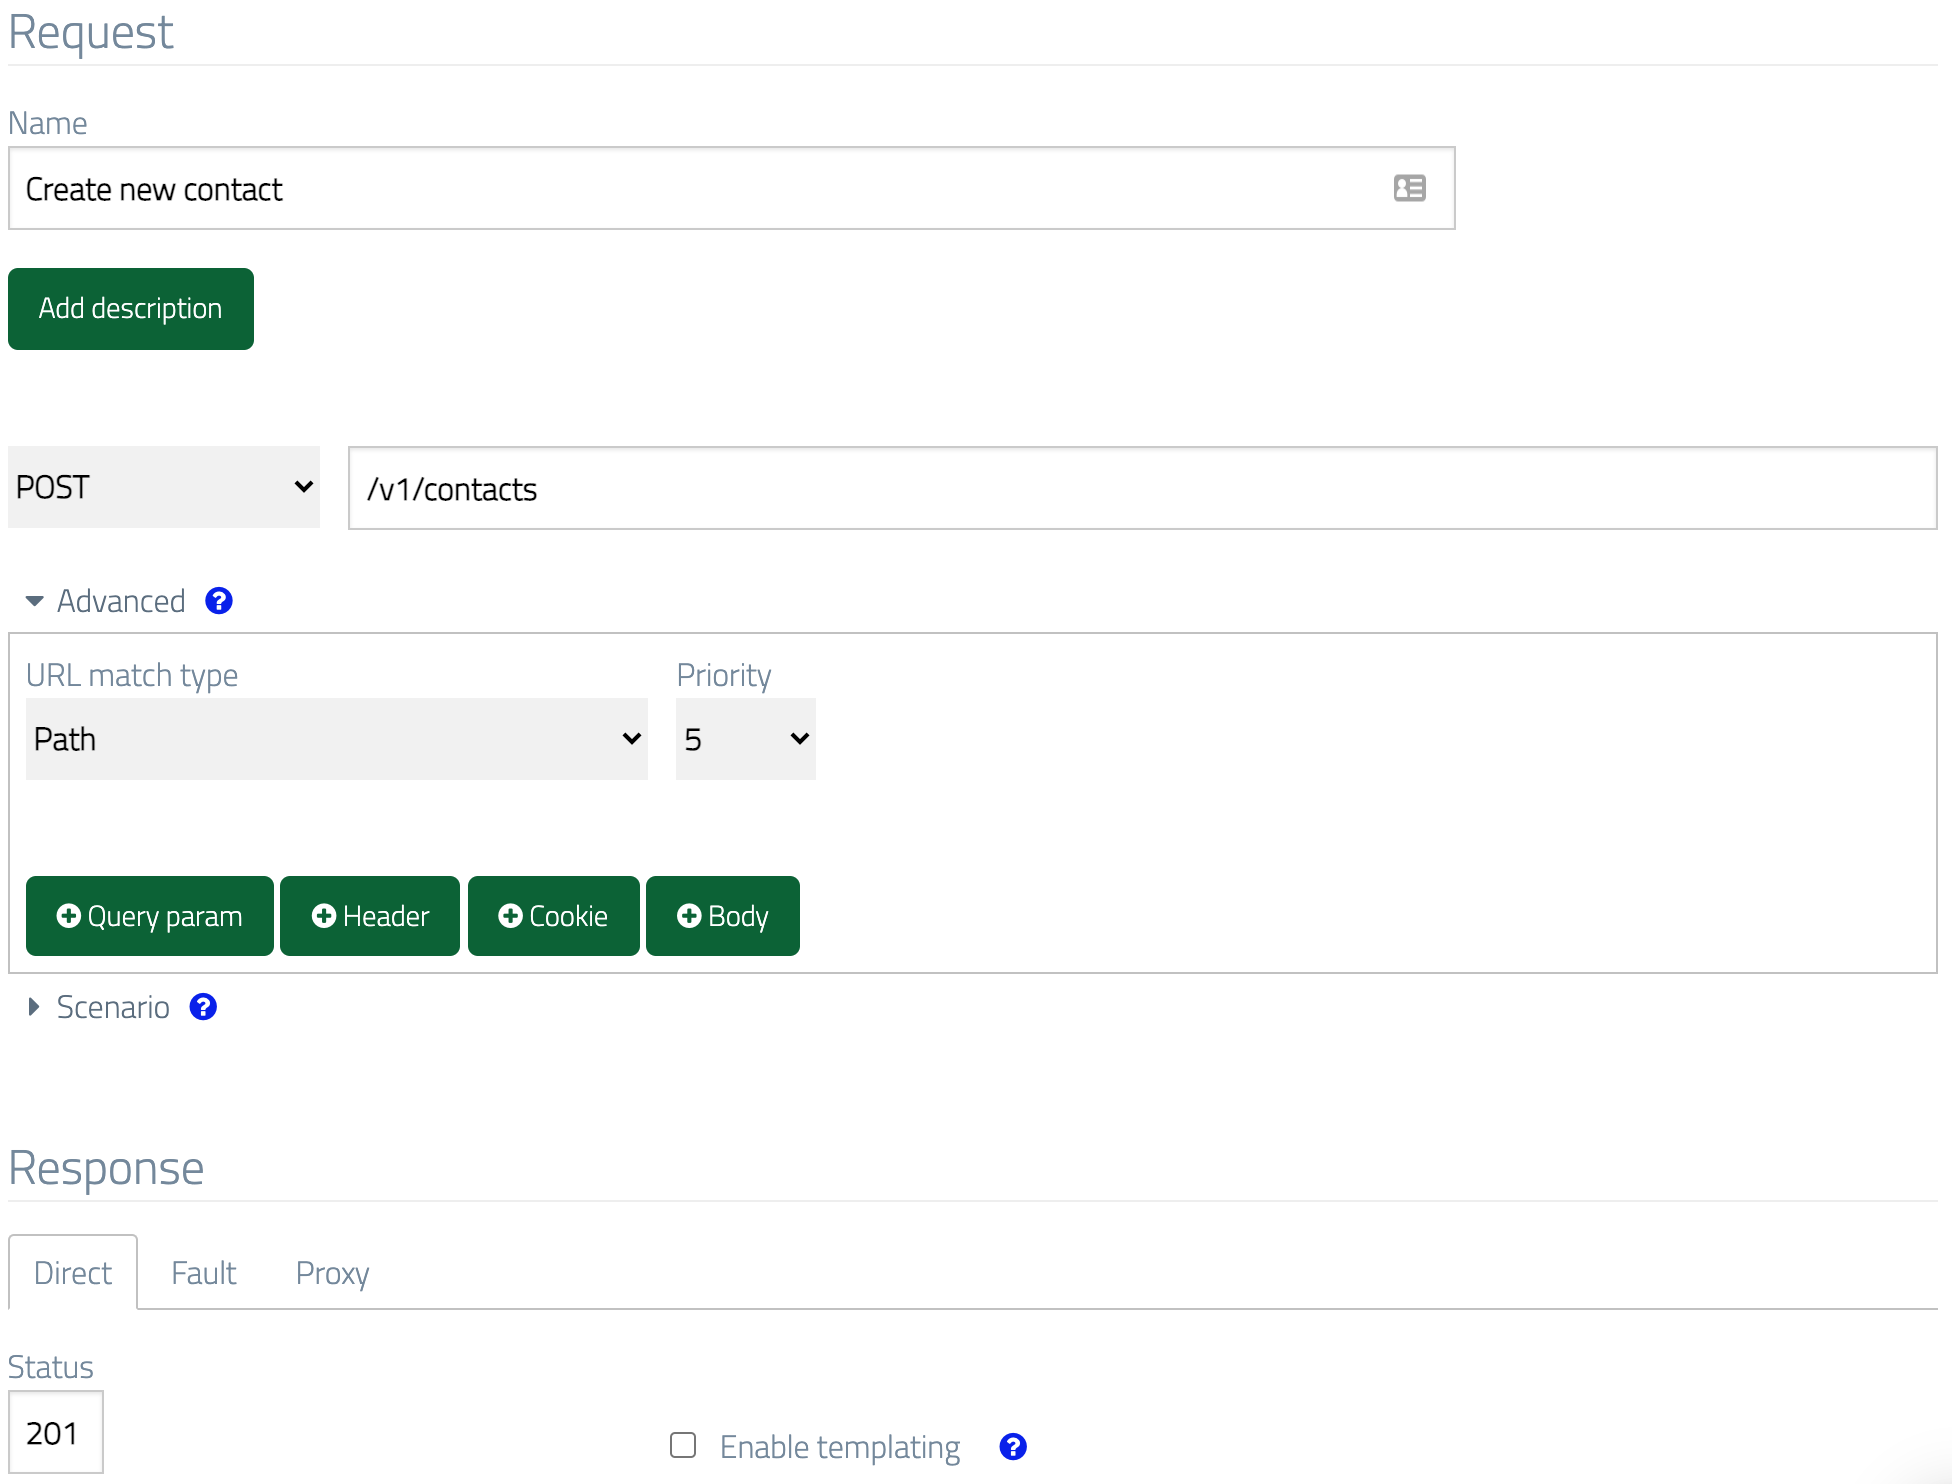 Request
Name
Create new contact
Add description
POST
/v1/contacts
Advanced ?
URL match type Priority
Path 5
Query param Header Cookie Body
Scenario ?
Response
Direct Fault Proxy
Status
201 Enable templating ?